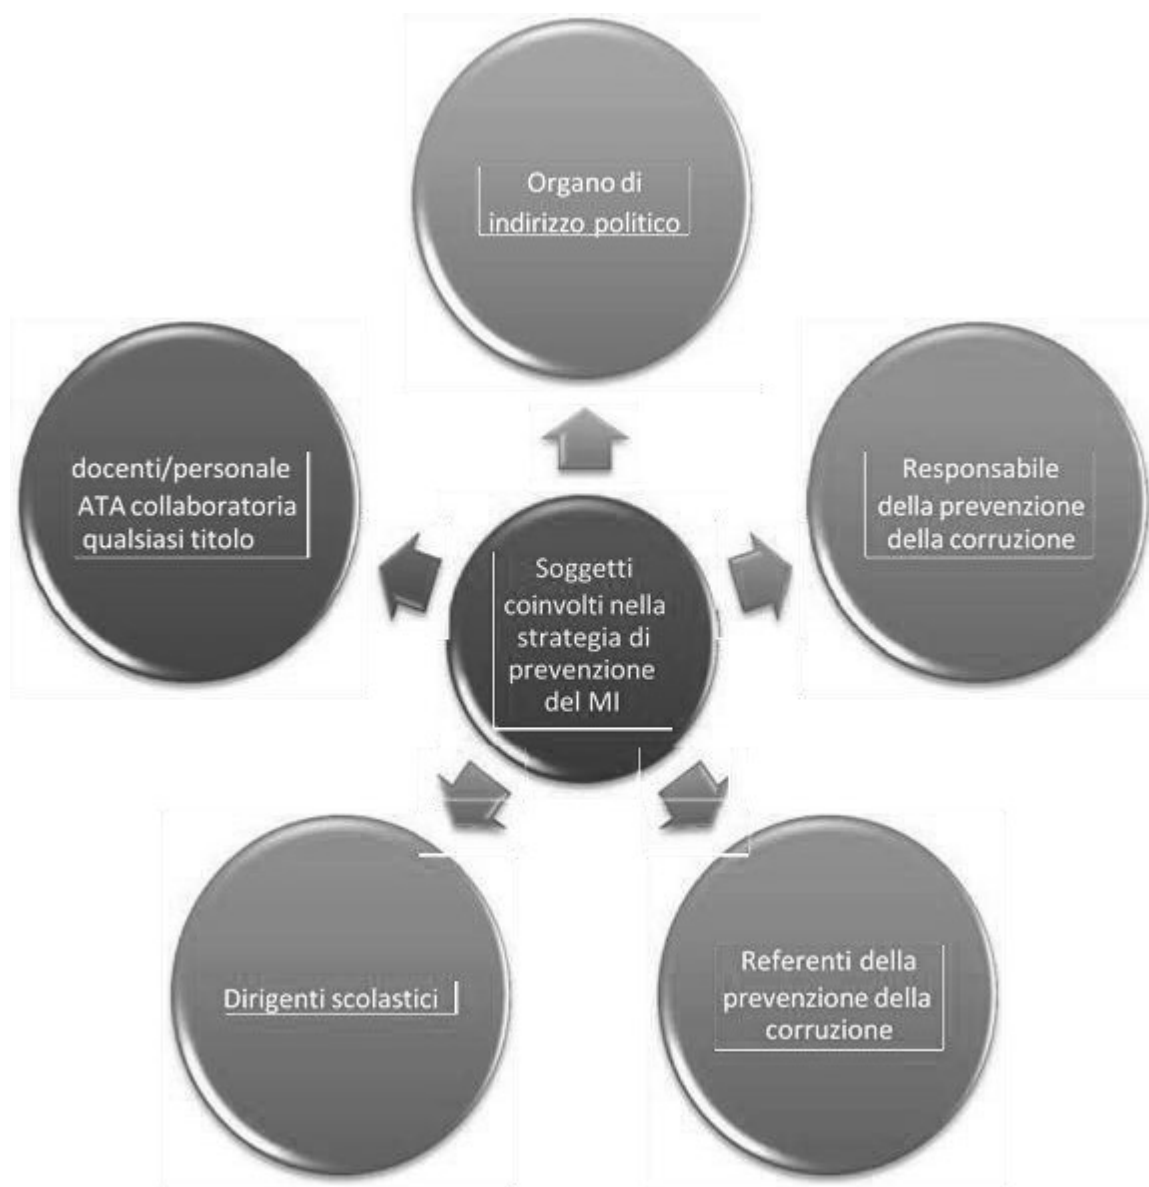 Organo di
indirizzo politico
Responsabile
della prevenzione
della corruzione
Referenti della
prevenzione della
corruzione
Dirigenti scolastici
docenti/personale
ATA collaboratoria
qualsiasi titolo
Soggetti
coinvolti nella
strategia di
prevenzione
del MI